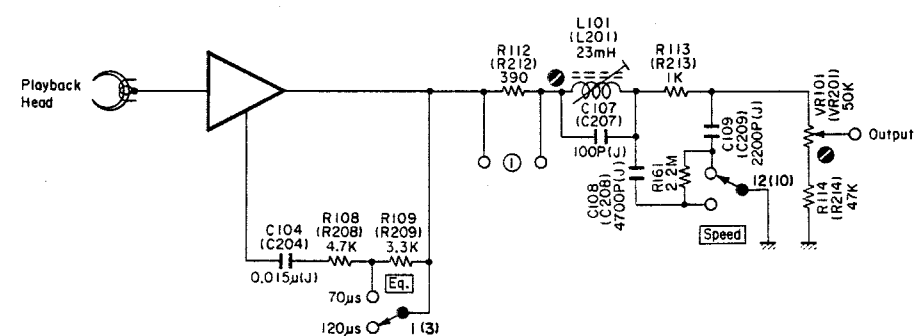 Playback
Head
R112
(R212)
390
1
L101
(L201)
23mH
C107
(C207)
100P(J)
R113
(R213)
1K
C108
(C208)
4700P(J)
R161
2.2M
C109
(C209)
2200P(J)
12(10)
Speed
VR101
(VR201)
50K
Output
R114
(R214)
47K
C104
(C204)
0.015μ(J)
R108
(R208)
4.7K
R109
(R209)
3.3K
Eq.
70μs
120μs
1(3)